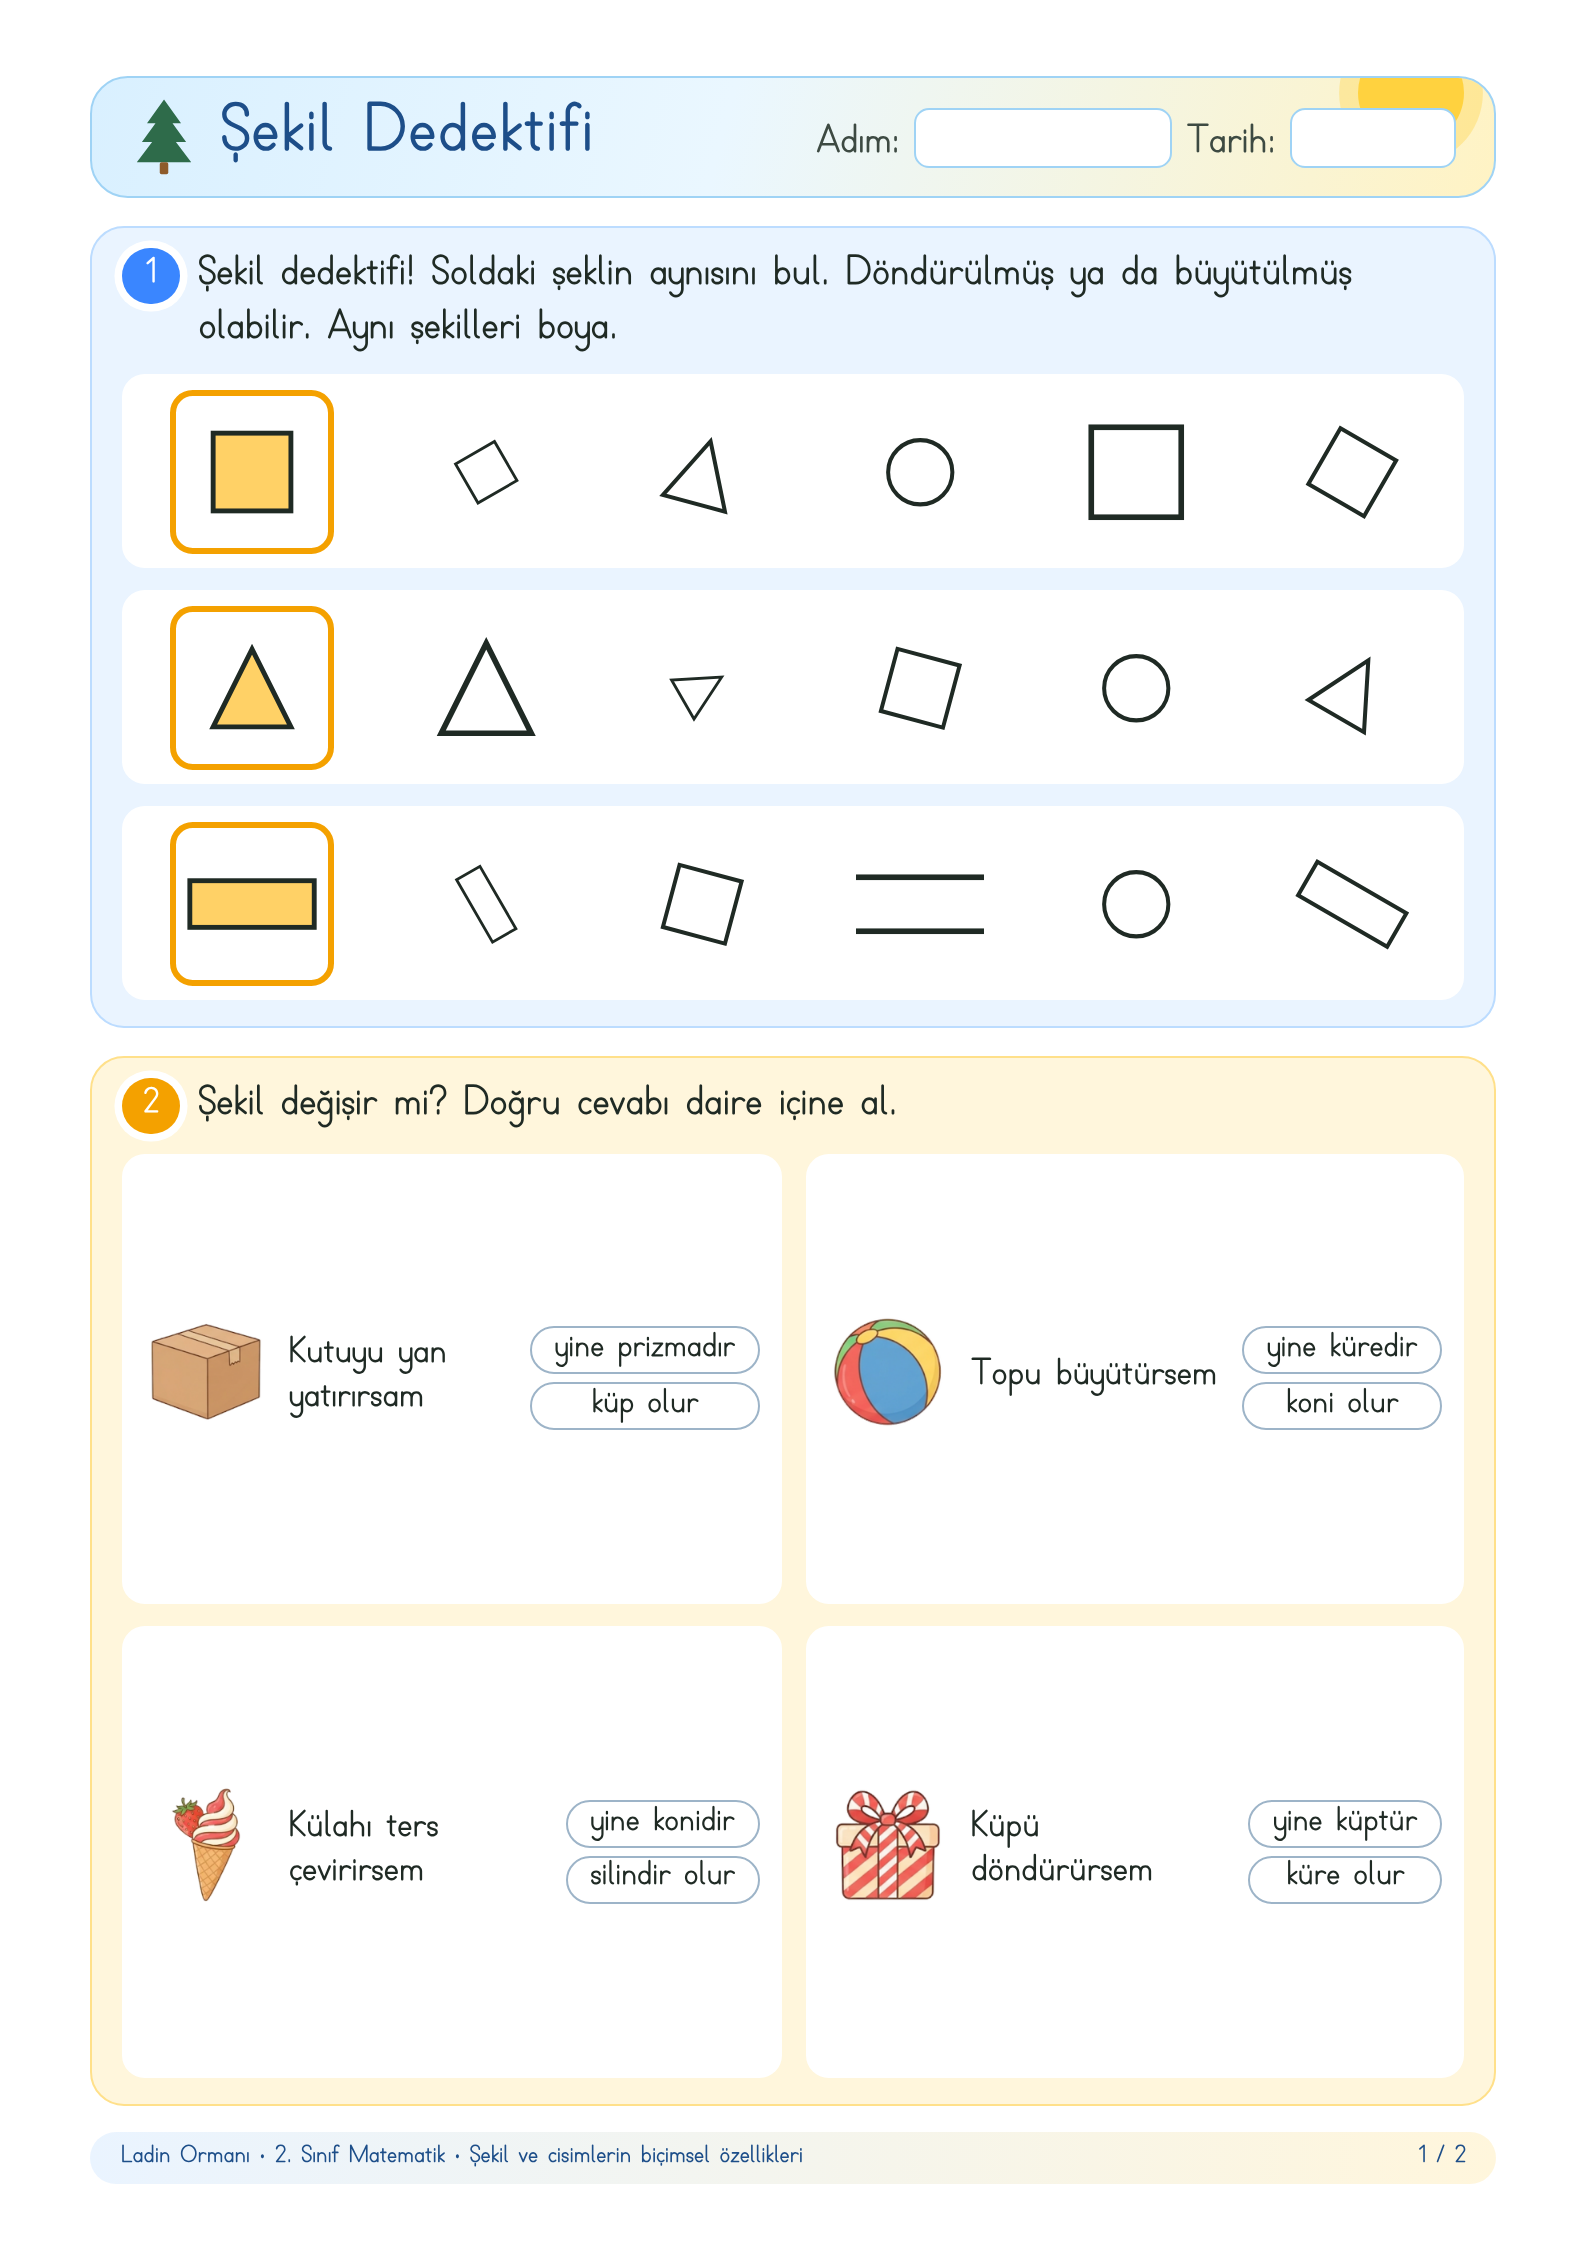 Şekil Dedektifi
Adım:
Tarih:
1
Şekil dedektifi! Soldaki şeklin aynısını bul. Döndürülmüş ya da büyütülmüş
olabilir. Aynı şekilleri boya.
2
Şekil değişir mi? Doğru cevabı daire içine al.
Kutuyu yan
yatırırsam
yine prizmadır
küp olur
Topu büyütürsem
yine küredir
koni olur
Külahı ters
çevirirsem
yine konidir
silindir olur
Küpü
döndürürsem
yine küptür
küre olur
Ladin Ormanı • 2. Sınıf Matematik • Şekil ve cisimlerin biçimsel özellikleri
1 / 2